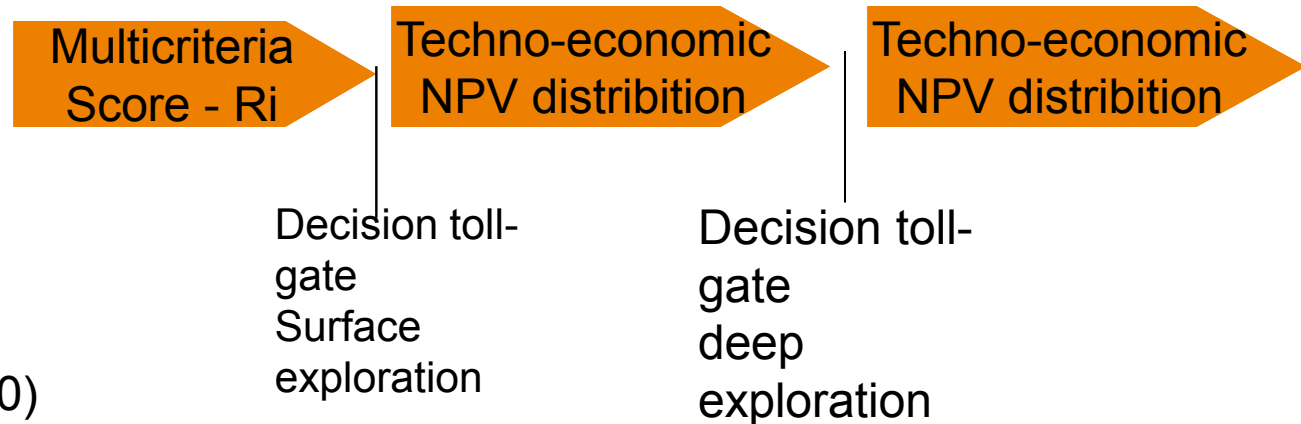 Multicriteria
Score - Ri
Techno-economic
NPV distribition
Techno-economic
NPV distribition
Decision toll-
gate
Surface
exploration
Decision toll-
gate
deep
exploration
0)